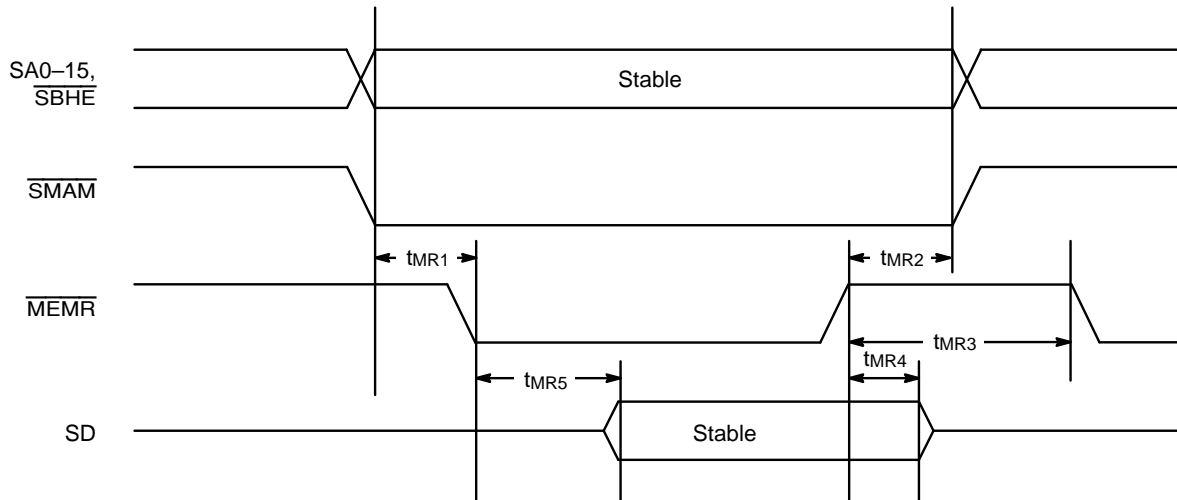 SA0–15,
SBHE
Stable
SMAM
tMR1
tMR2
MEMR
tMR3
tMR4
tMR5
SD
Stable